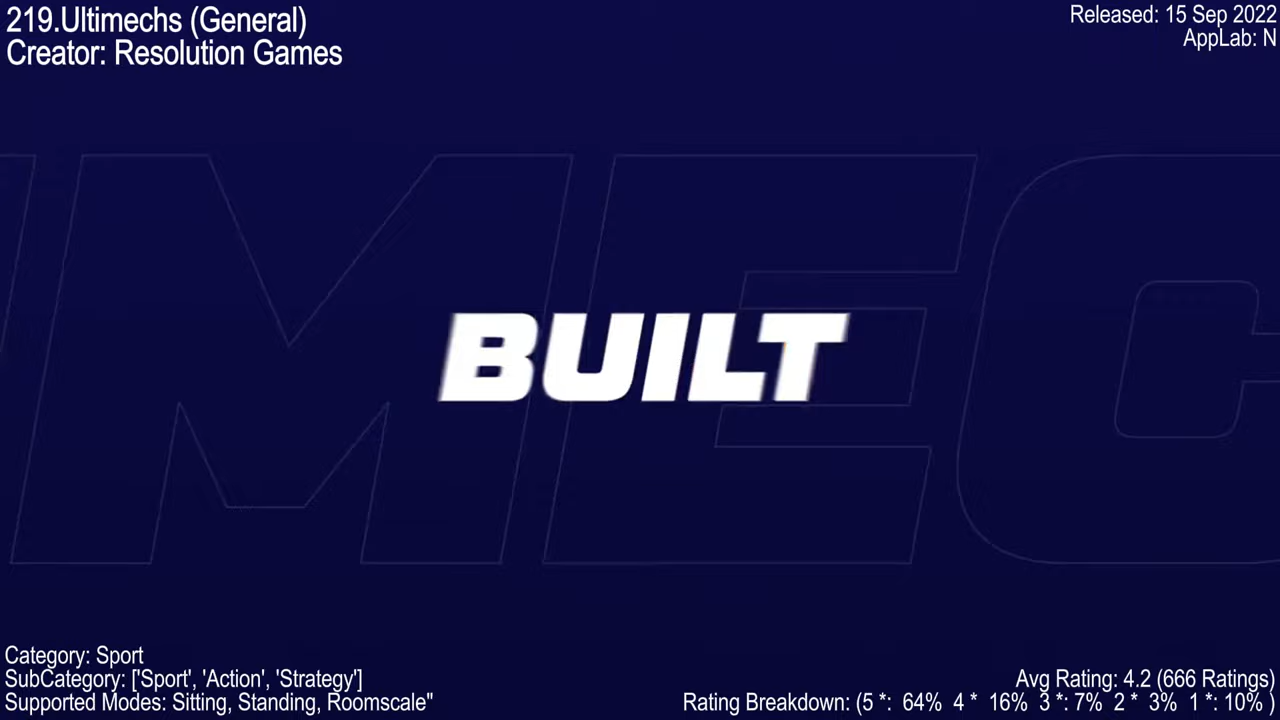 219.Ultimechs (General)
Creator: Resolution Games
Released: 15 Sep 2022
AppLab: N
MEC
BUILT
Category: Sport
SubCategory: ['Sport', 'Action', 'Strategy']
Supported Modes: Sitting, Standing, Roomscale"
Avg Rating: 4.2 (666 Ratings)
Rating Breakdown: (5 *: 64% 4 * 16% 3 *: 7% 2 * 3% 1 *: 10% )